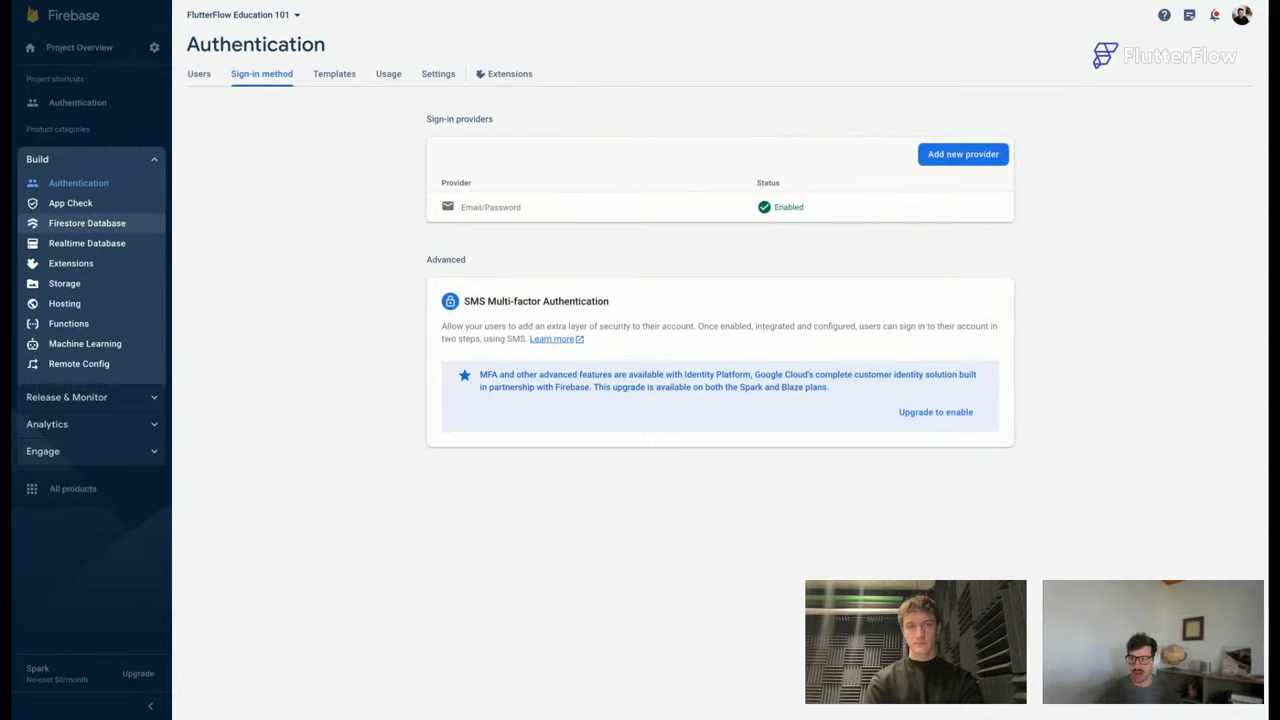 Firebase
Project Overview
Project shortcuts
Authentication
Product categories
Build
Authentication
App Check
Firestore Database
Realtime Database
Extensions
Storage
Hosting
Functions
Machine Learning
Remote Config
Release & Monitor
Analytics
Engage
All products
Spark
No-cost $0/month
Upgrade
FlutterFlow Education 101
Authentication
FlutterFlow
Users
Sign-in method
Templates
Usage
Settings
Extensions
Sign-in providers
Add new provider
Provider
Status
Email/Password
Enabled
Advanced
SMS Multi-factor Authentication
Allow your users to add an extra layer of security to their account. Once enabled, integrated and configured, users can sign in to their account in
two steps, using SMS. Learn more
MFA and other advanced features are available with Identity Platform, Google Cloud's complete customer identity solution built
in partnership with Firebase. This upgrade is available on both the Spark and Blaze plans.
Upgrade to enable